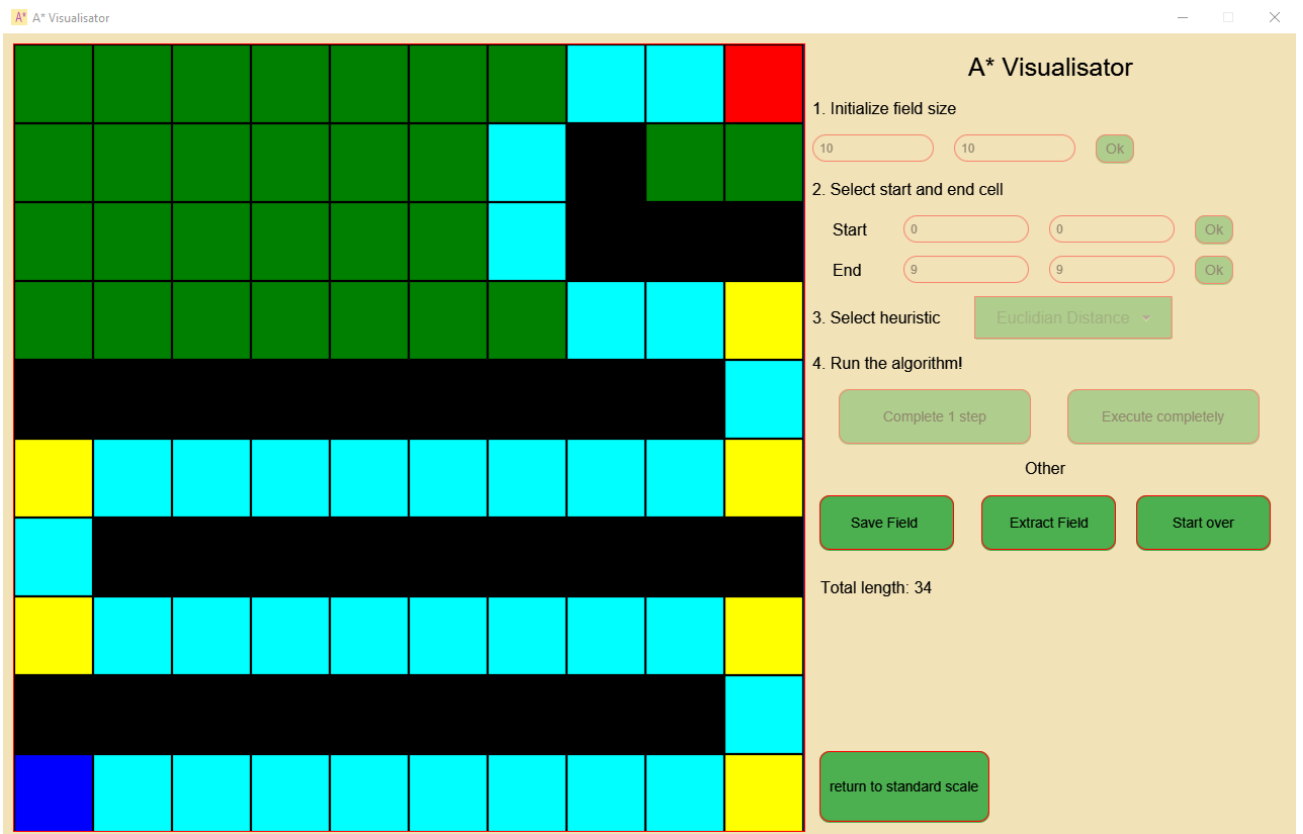 A* A* Visualisator
A* Visualisator
1. Initialize field size
10 10 Ok
2. Select start and end cell
Start 0 0 Ok
End 9 9 Ok
3. Select heuristic Euclidian Distance
4. Run the algorithm!
Complete 1 step Execute completely
Other
Save Field Extract Field Start over
Total length: 34
return to standard scale